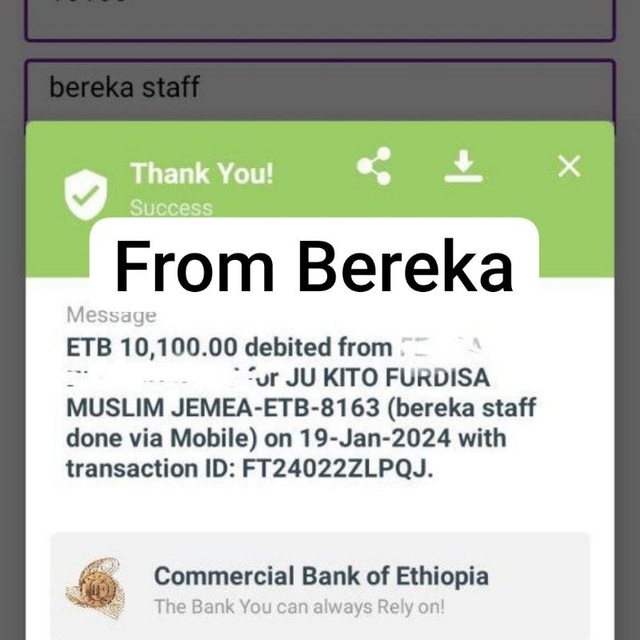 bereka staff
Thank You!
Success
From Bereka
Message
ETB 10,100.00 debited from
for JU KITO FURDISA
MUSLIM JEMEA-ETB-8163 (bereka staff
done via Mobile) on 19-Jan-2024 with
transaction ID: FT24022ZLPQJ.
Commercial Bank of Ethiopia
The Bank You can always Rely on!